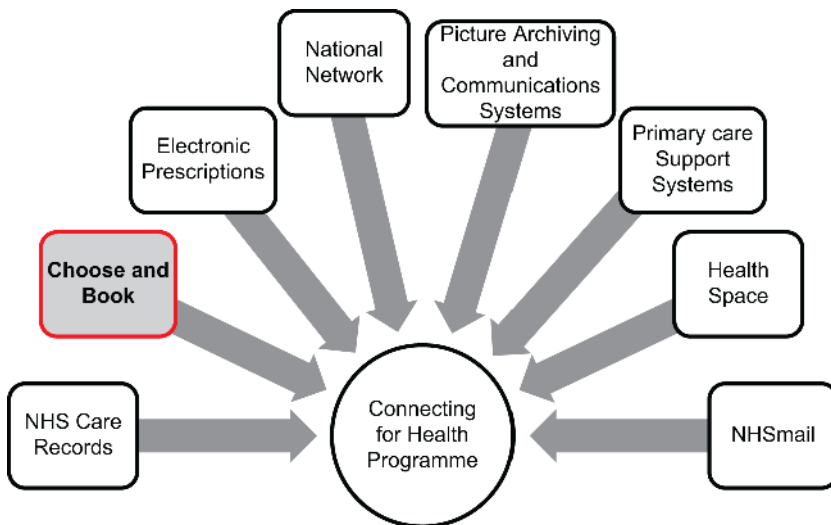 National
Network
Picture Archiving
and
Communications
Systems
Electronic
Prescriptions
Primary care
Support
Systems
Choose and
Book
Health
Space
NHS Care
Records
Connecting
for Health
Programme
NHSmail